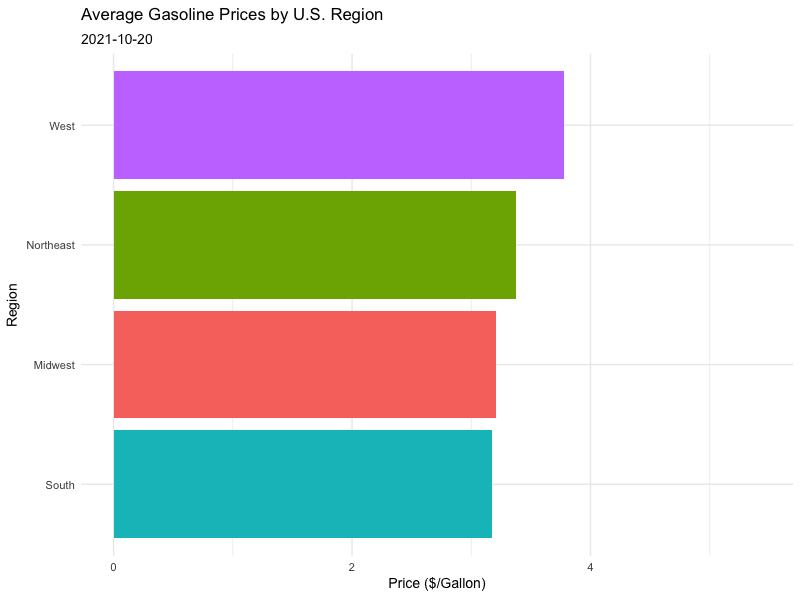 Average Gasoline Prices by U.S. Region
2021-10-20
West
Northeast
Midwest
South
Region
0 2 4
Price ($/Gallon)